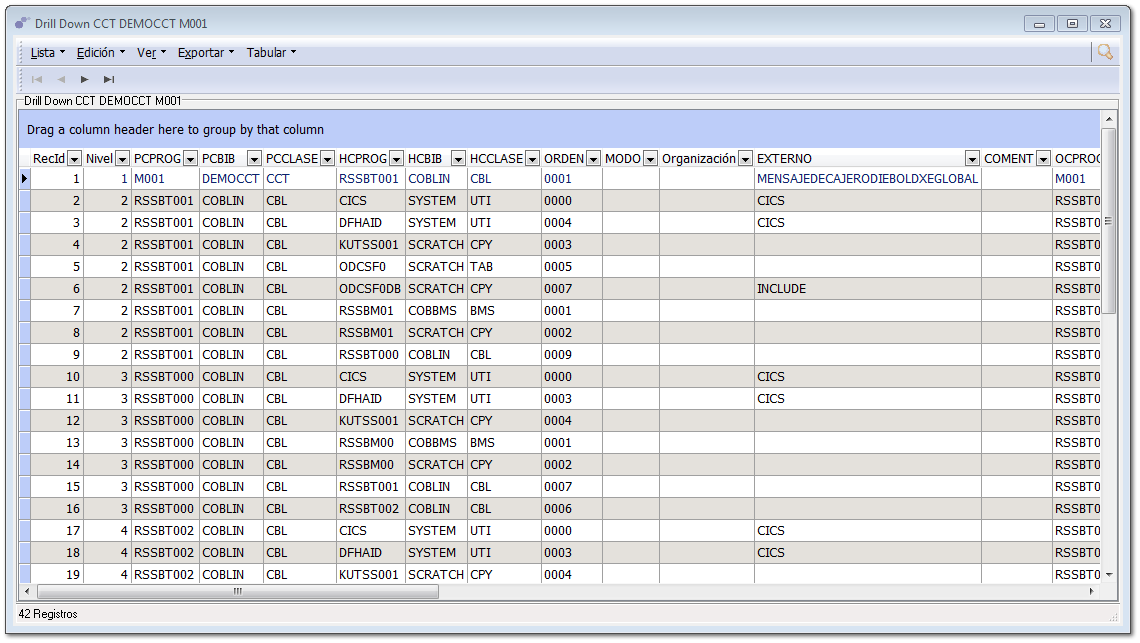 Drill Down CCT DEMOCCT M001
Lista Edición Ver Exportar Tabular
Drill Down CCT DEMOCCT M001
Drag a column header here to group by that column
RecId Nivel PCPROG PCBIB PCCLASE HCPROG HCBIB HCCLASE ORDEN MODO Organización EXTERNO COMENT OCPROG
1 1 M001 DEMOCCT CCT RSSBT001 COBLIN CBL 0001 MENSAJEDECAJERODIEBOLDXEGLOBAL M001
2 2 RSSBT001 COBLIN CBL CICS SYSTEM UTI 0000 CICS RSSBT0
3 2 RSSBT001 COBLIN CBL DFHAID SYSTEM UTI 0004 CICS RSSBT0
4 2 RSSBT001 COBLIN CBL KUTSS001 SCRATCH CPY 0003 RSSBT0
5 2 RSSBT001 COBLIN CBL ODCSF0 SCRATCH TAB 0005 RSSBT0
6 2 RSSBT001 COBLIN CBL ODCSF0DB SCRATCH CPY 0007 INCLUDE RSSBT0
7 2 RSSBT001 COBLIN CBL RSSBM01 COBBMS BMS 0001 RSSBT0
8 2 RSSBT001 COBLIN CBL RSSBM01 SCRATCH CPY 0002 RSSBT0
9 2 RSSBT001 COBLIN CBL RSSBT000 COBLIN CBL 0009 RSSBT0
10 3 RSSBT000 COBLIN CBL CICS SYSTEM UTI 0000 CICS RSSBT0
11 3 RSSBT000 COBLIN CBL DFHAID SYSTEM UTI 0003 CICS RSSBT0
12 3 RSSBT000 COBLIN CBL KUTSS001 SCRATCH CPY 0004 RSSBT0
13 3 RSSBT000 COBLIN CBL RSSBM00 COBBMS BMS 0001 RSSBT0
14 3 RSSBT000 COBLIN CBL RSSBM00 SCRATCH CPY 0002 RSSBT0
15 3 RSSBT000 COBLIN CBL RSSBT001 COBLIN CBL 0007 RSSBT0
16 3 RSSBT000 COBLIN CBL RSSBT002 COBLIN CBL 0006 RSSBT0
17 4 RSSBT002 COBLIN CBL CICS SYSTEM UTI 0000 CICS RSSBT0
18 4 RSSBT002 COBLIN CBL DFHAID SYSTEM UTI 0003 CICS RSSBT0
19 4 RSSBT002 COBLIN CBL KUTSS001 SCRATCH CPY 0004 RSSBT0
42 Registros